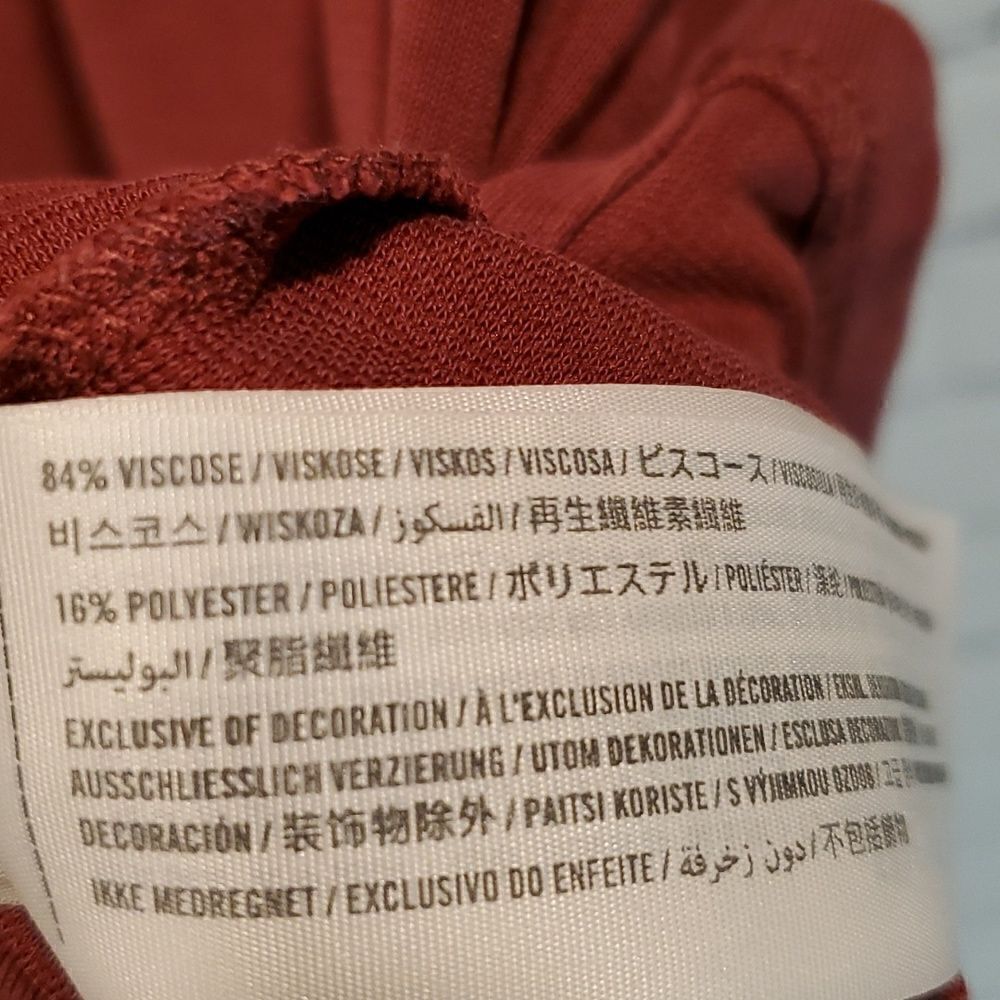 84% VISCOSE / VISKOSE / VISKOS / VISCOSA / ビスコース /
비스코스 / WISKOZA / الفسكوز / 再生纖維素纖維
16% POLYESTER / POLIESTERE / ポリエステル / POLIÉSTER / 涤纶 /
البوليستر / 聚脂纖維
EXCLUSIVE OF DECORATION / À L'EXCLUSION DE LA DÉCORATION / EKSKL.
AUSSCHLIESSLICH VERZIERUNG / UTOM DEKORATIONEN / ESCLUSA
DECORACIÓN / 装饰物除外 / PAITSI KORISTE / S VÝJIMKOU OZDOB /
IKKE MEDREGNET / EXCLUSIVO DO ENFEITE / دون زخرفة / 不包括飾物